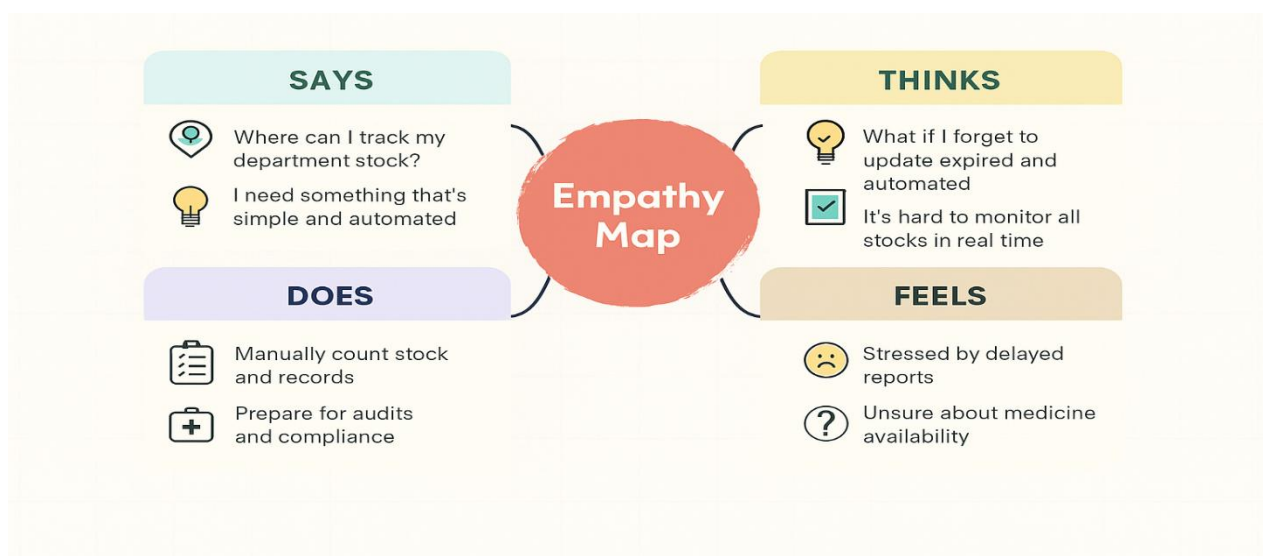 SAYS
Where can I track my
department stock?
I need something that's
simple and automated
THINKS
What if I forget to
update expired and
automated
It's hard to monitor all
stocks in real time
Empathy
Map
DOES
Manually count stock
and records
Prepare for audits
and compliance
FEELS
Stressed by delayed
reports
?
Unsure about medicine
availability